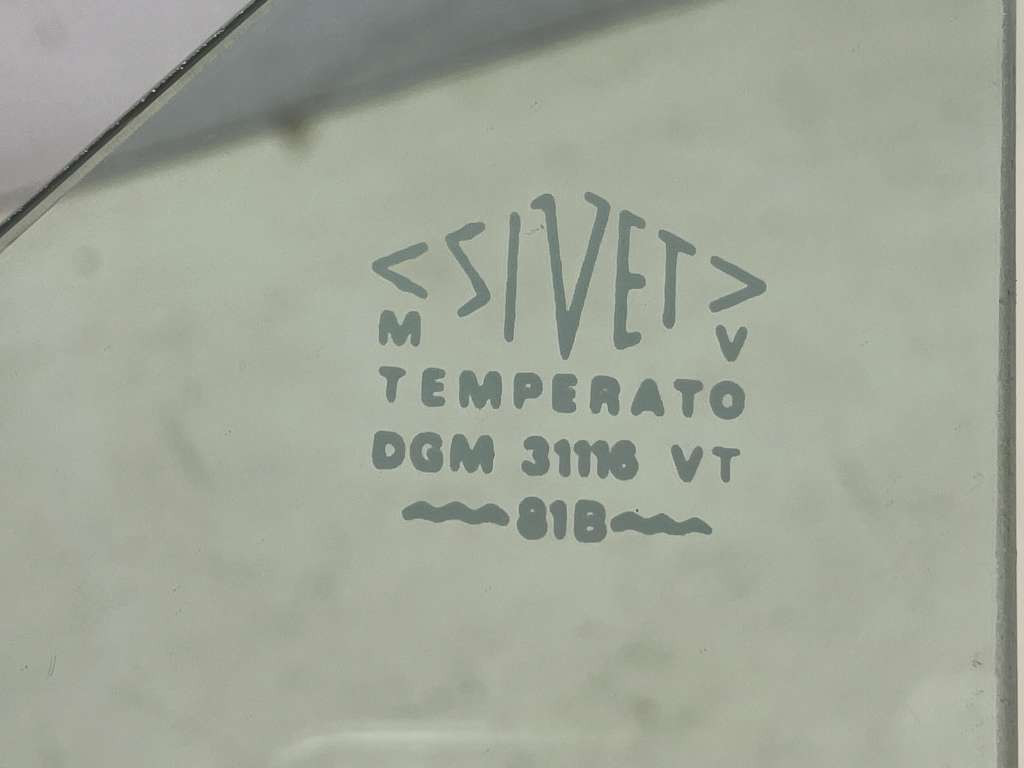 <SIVET>
M V
TEMPERATO
DGM 31116 VT
~81B~